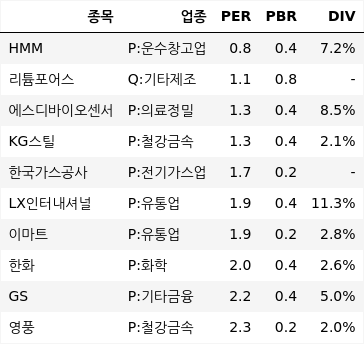 종목 업종 PER PBR DIV
HMM P:운수창고업 0.8 0.4 7.2%
리튬포어스 Q:기타제조 1.1 0.8 -
에스디바이오센서 P:의료정밀 1.3 0.4 8.5%
KG스틸 P:철강금속 1.3 0.4 2.1%
한국가스공사 P:전기가스업 1.7 0.2 -
LX인터내셔널 P:유통업 1.9 0.4 11.3%
이마트 P:유통업 1.9 0.2 2.8%
한화 P:화학 2.0 0.4 2.6%
GS P:기타금융 2.2 0.4 5.0%
영풍 P:철강금속 2.3 0.2 2.0%